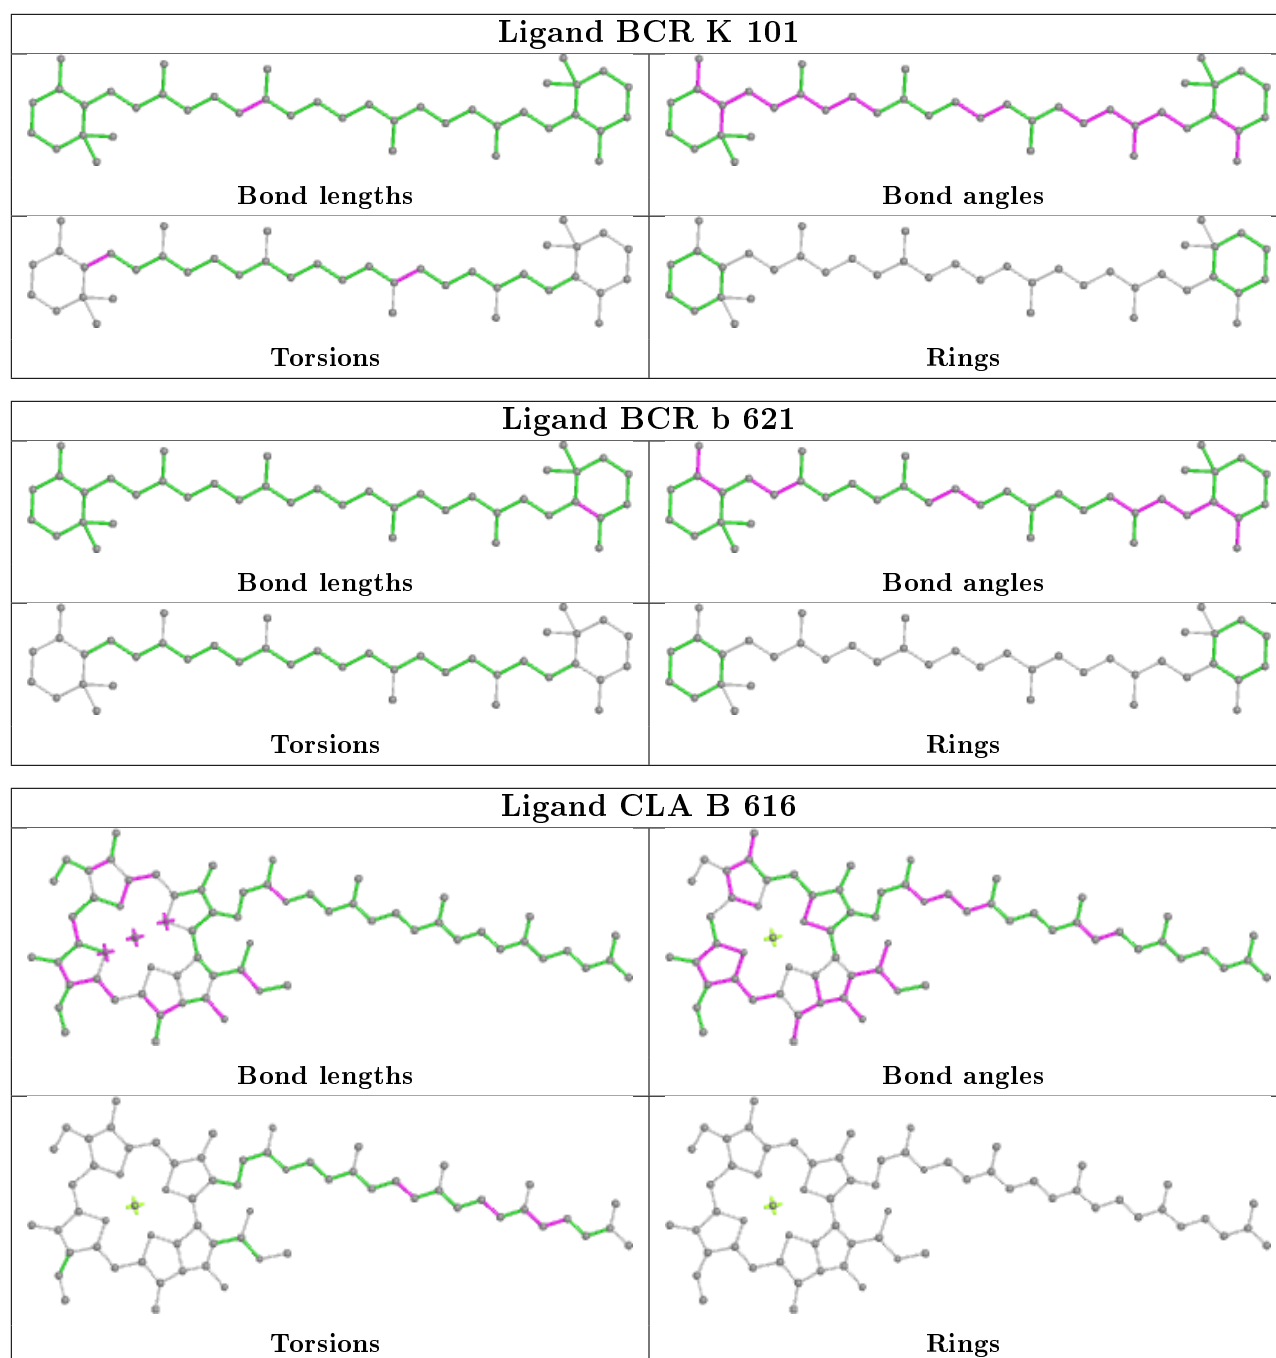 Ligand BCR K 101
Bond lengths
Bond angles
Torsions
Rings
Ligand BCR b 621
Bond lengths
Bond angles
Torsions
Rings
Ligand CLA B 616
Bond lengths
Bond angles
Torsions
Rings